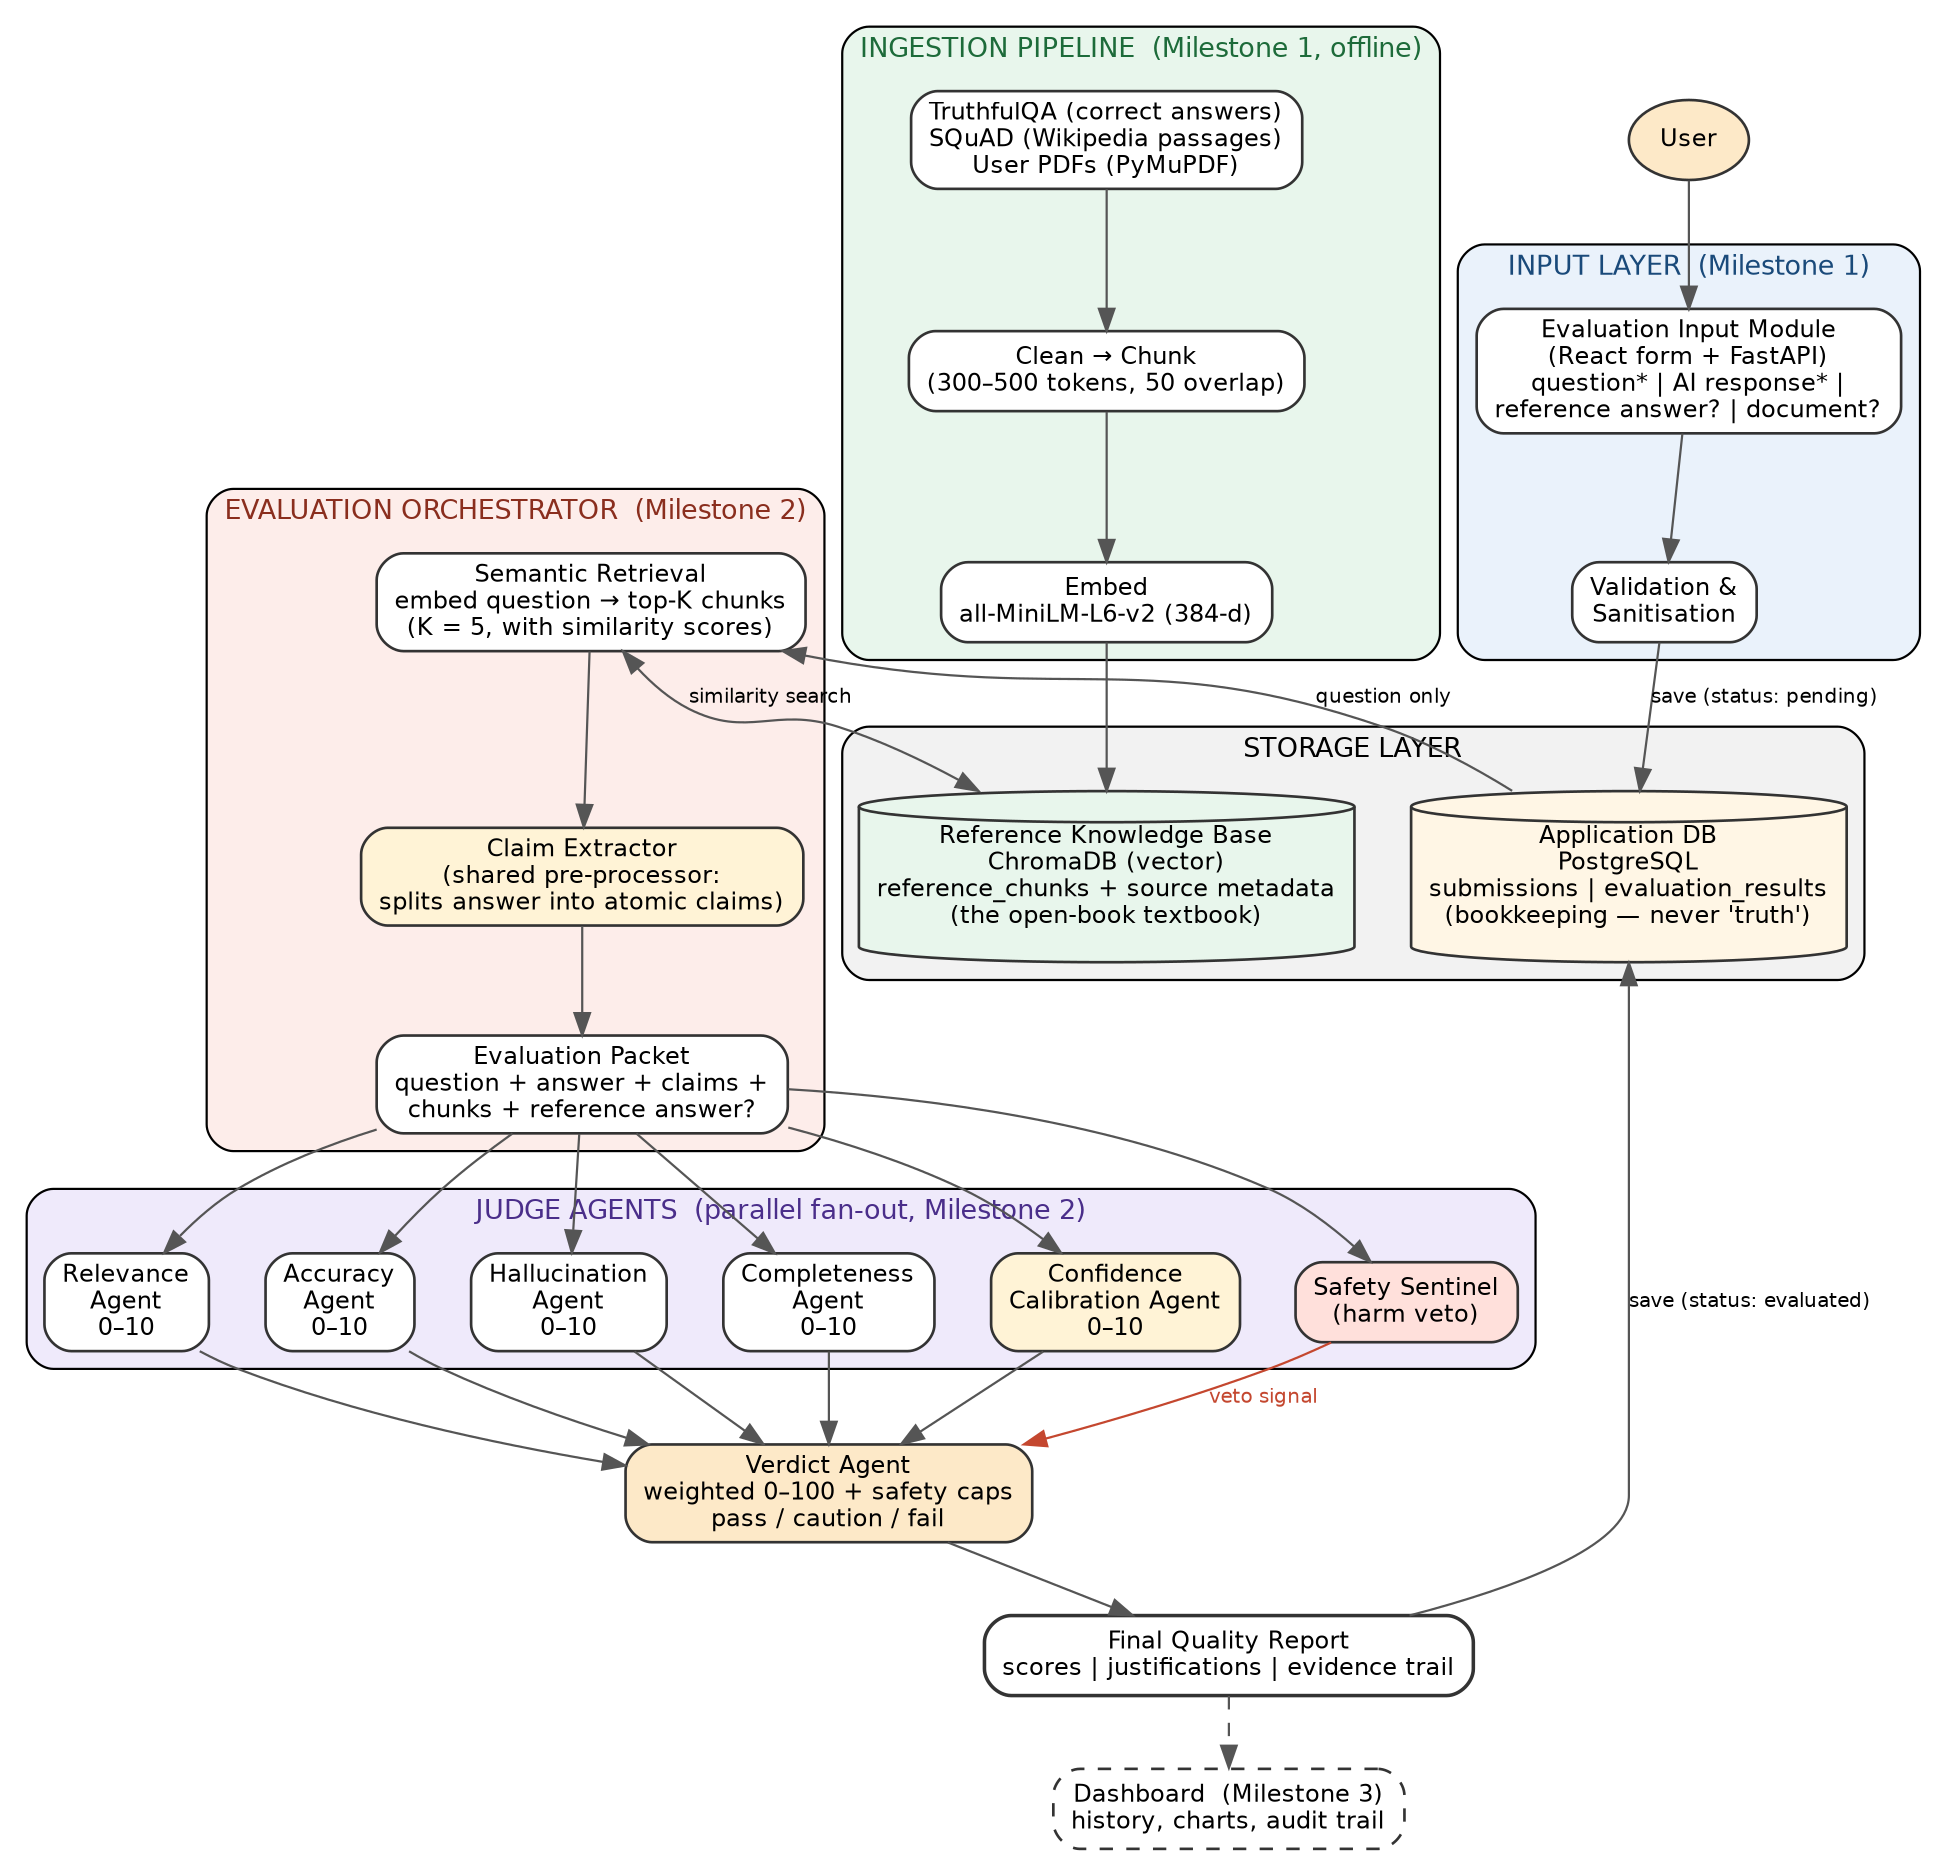 INGESTION PIPELINE  (Milestone 1, offline)
TruthfulQA (correct answers)
SQuAD (Wikipedia passages)
User PDFs (PyMuPDF)
User
INPUT LAYER  (Milestone 1)
Evaluation Input Module
(React form + FastAPI)
question* | AI response* |
reference answer? | document?
Clean → Chunk
(300–500 tokens, 50 overlap)
EVALUATION ORCHESTRATOR  (Milestone 2)
Semantic Retrieval
embed question → top-K chunks
(K = 5, with similarity scores)
Embed
all-MiniLM-L6-v2 (384-d)
Validation &
Sanitisation
similarity search
question only
save (status: pending)
STORAGE LAYER
Claim Extractor
(shared pre-processor:
splits answer into atomic claims)
Reference Knowledge Base
ChromaDB (vector)
reference_chunks + source metadata
(the open-book textbook)
Application DB
PostgreSQL
submissions | evaluation_results
(bookkeeping — never 'truth')
Evaluation Packet
question + answer + claims +
chunks + reference answer?
JUDGE AGENTS  (parallel fan-out, Milestone 2)
Relevance
Agent
0–10
Accuracy
Agent
0–10
Hallucination
Agent
0–10
Completeness
Agent
0–10
Confidence
Calibration Agent
0–10
Safety Sentinel
(harm veto)
save (status: evaluated)
veto signal
Verdict Agent
weighted 0–100 + safety caps
pass / caution / fail
Final Quality Report
scores | justifications | evidence trail
Dashboard  (Milestone 3)
history, charts, audit trail